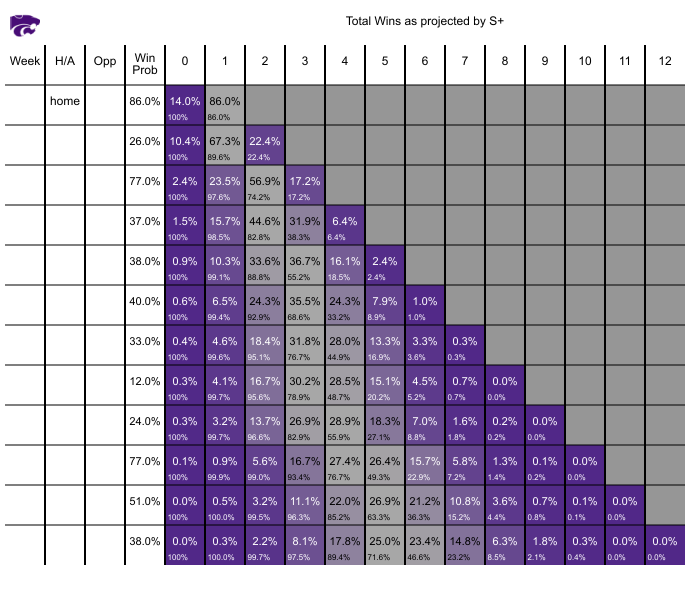 Total Wins as projected by S+
Week H/A Opp Win Prob 0 1 2 3 4 5 6 7 8 9 10 11 12
home 86.0% 14.0% 86.0%
100% 86.0%
26.0% 10.4% 67.3% 22.4%
100% 89.6% 22.4%
77.0% 2.4% 23.5% 56.9% 17.2%
100% 97.6% 74.2% 17.2%
37.0% 1.5% 15.7% 44.6% 31.9% 6.4%
100% 98.5% 82.8% 38.3% 6.4%
38.0% 0.9% 10.3% 33.6% 36.7% 16.1% 2.4%
100% 99.1% 88.8% 55.2% 18.5% 2.4%
40.0% 0.6% 6.5% 24.3% 35.5% 24.3% 7.9% 1.0%
100% 99.4% 92.9% 68.6% 33.2% 8.9% 1.0%
33.0% 0.4% 4.6% 18.4% 31.8% 28.0% 13.3% 3.3% 0.3%
100% 99.6% 95.1% 76.7% 44.9% 16.9% 3.6% 0.3%
12.0% 0.3% 4.1% 16.7% 30.2% 28.5% 15.1% 4.5% 0.7% 0.0%
100% 99.7% 95.6% 78.9% 48.7% 20.2% 5.2% 0.7% 0.0%
24.0% 0.3% 3.2% 13.7% 26.9% 28.9% 18.3% 7.0% 1.6% 0.2% 0.0%
100% 99.7% 96.6% 82.9% 55.9% 27.1% 8.8% 1.8% 0.2% 0.0%
77.0% 0.1% 0.9% 5.6% 16.7% 27.4% 26.4% 15.7% 5.8% 1.3% 0.1% 0.0%
100% 99.9% 99.0% 93.4% 76.7% 49.3% 22.9% 7.2% 1.4% 0.2% 0.0%
51.0% 0.0% 0.5% 3.2% 11.1% 22.0% 26.9% 21.2% 10.8% 3.6% 0.7% 0.1% 0.0%
100% 100.0% 99.5% 96.3% 85.2% 63.3% 36.3% 15.2% 4.4% 0.8% 0.1% 0.0%
38.0% 0.0% 0.3% 2.2% 8.1% 17.8% 25.0% 23.4% 14.8% 6.3% 1.8% 0.3% 0.0% 0.0%
100% 100.0% 99.7% 97.5% 89.4% 71.6% 46.6% 23.2% 8.5% 2.1% 0.4% 0.0% 0.0%